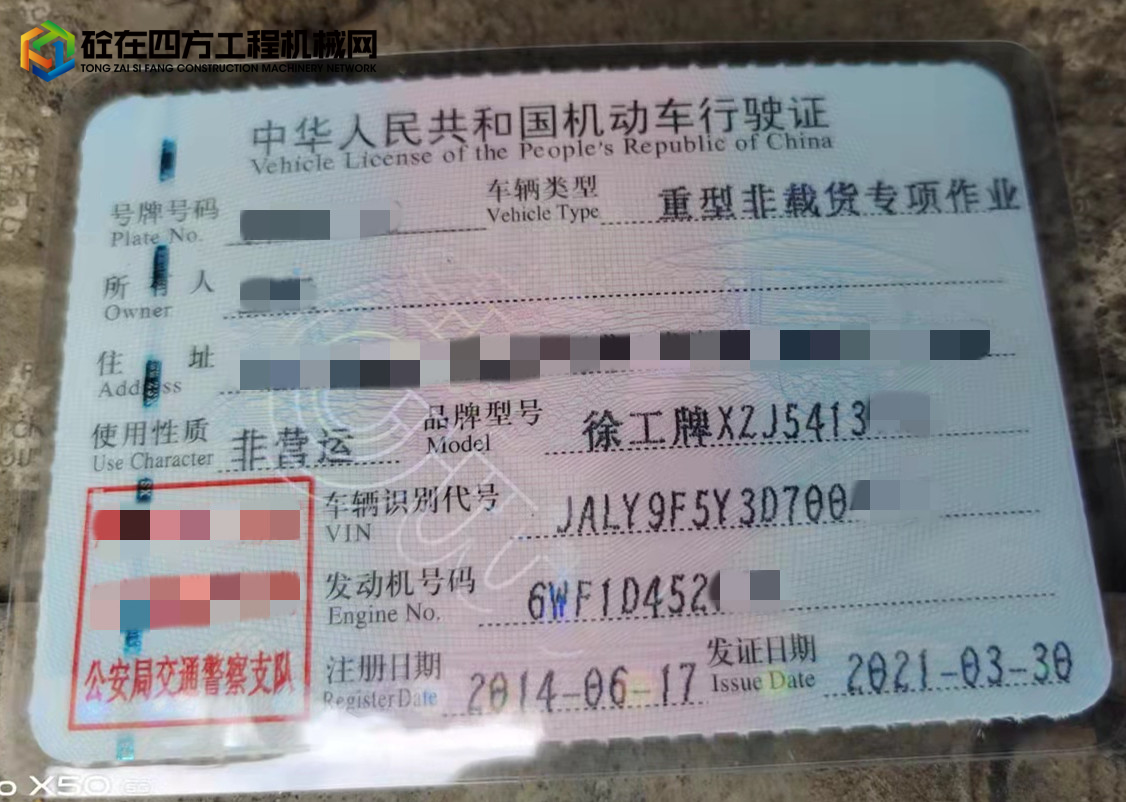 砼在四方工程机械网
TONG ZAI SI FANG CONSTRUCTION MACHINERY NETWORK
中华人民共和国机动车行驶证
Vehicle License of the People's Republic of China
号牌号码
Plate No.
车辆类型 重型非载货专项作业
Vehicle Type
所有人
Owner
住址
Address
使用性质 非营运
Use Character
品牌型号 徐工牌XZJ5413
Model
车辆识别代号 JALY9F5Y3D700
VIN
发动机号码 6WF1D452
Engine No.
公安局交通警察支队
注册日期 2014-06-17
Register Date
发证日期 2021-03-30
Issue Date
X50